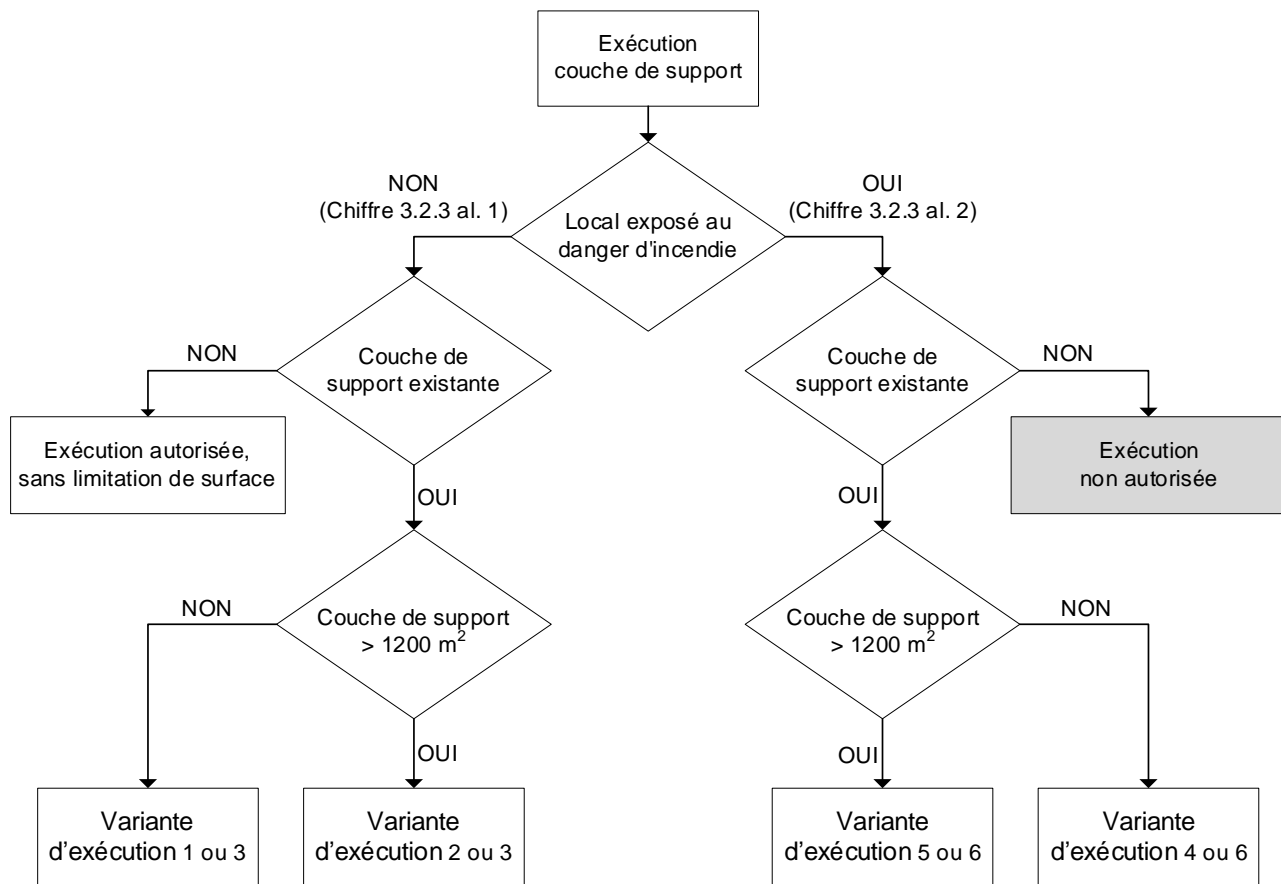 Exécution
couche de support
NON
(Chiffre 3.2.3 al. 1)
OUI
(Chiffre 3.2.3 al. 2)
Local exposé au
danger d'incendie
NON
Couche de
support existante
Couche de
support existante
NON
Exécution autorisée,
sans limitation de surface
Exécution
non autorisée
OUI
OUI
NON
Couche de support
> 1200 m²
Couche de support
> 1200 m²
NON
OUI
OUI
Variante
d’exécution 1 ou 3
Variante
d’exécution 2 ou 3
Variante
d’exécution 5 ou 6
Variante
d’exécution 4 ou 6